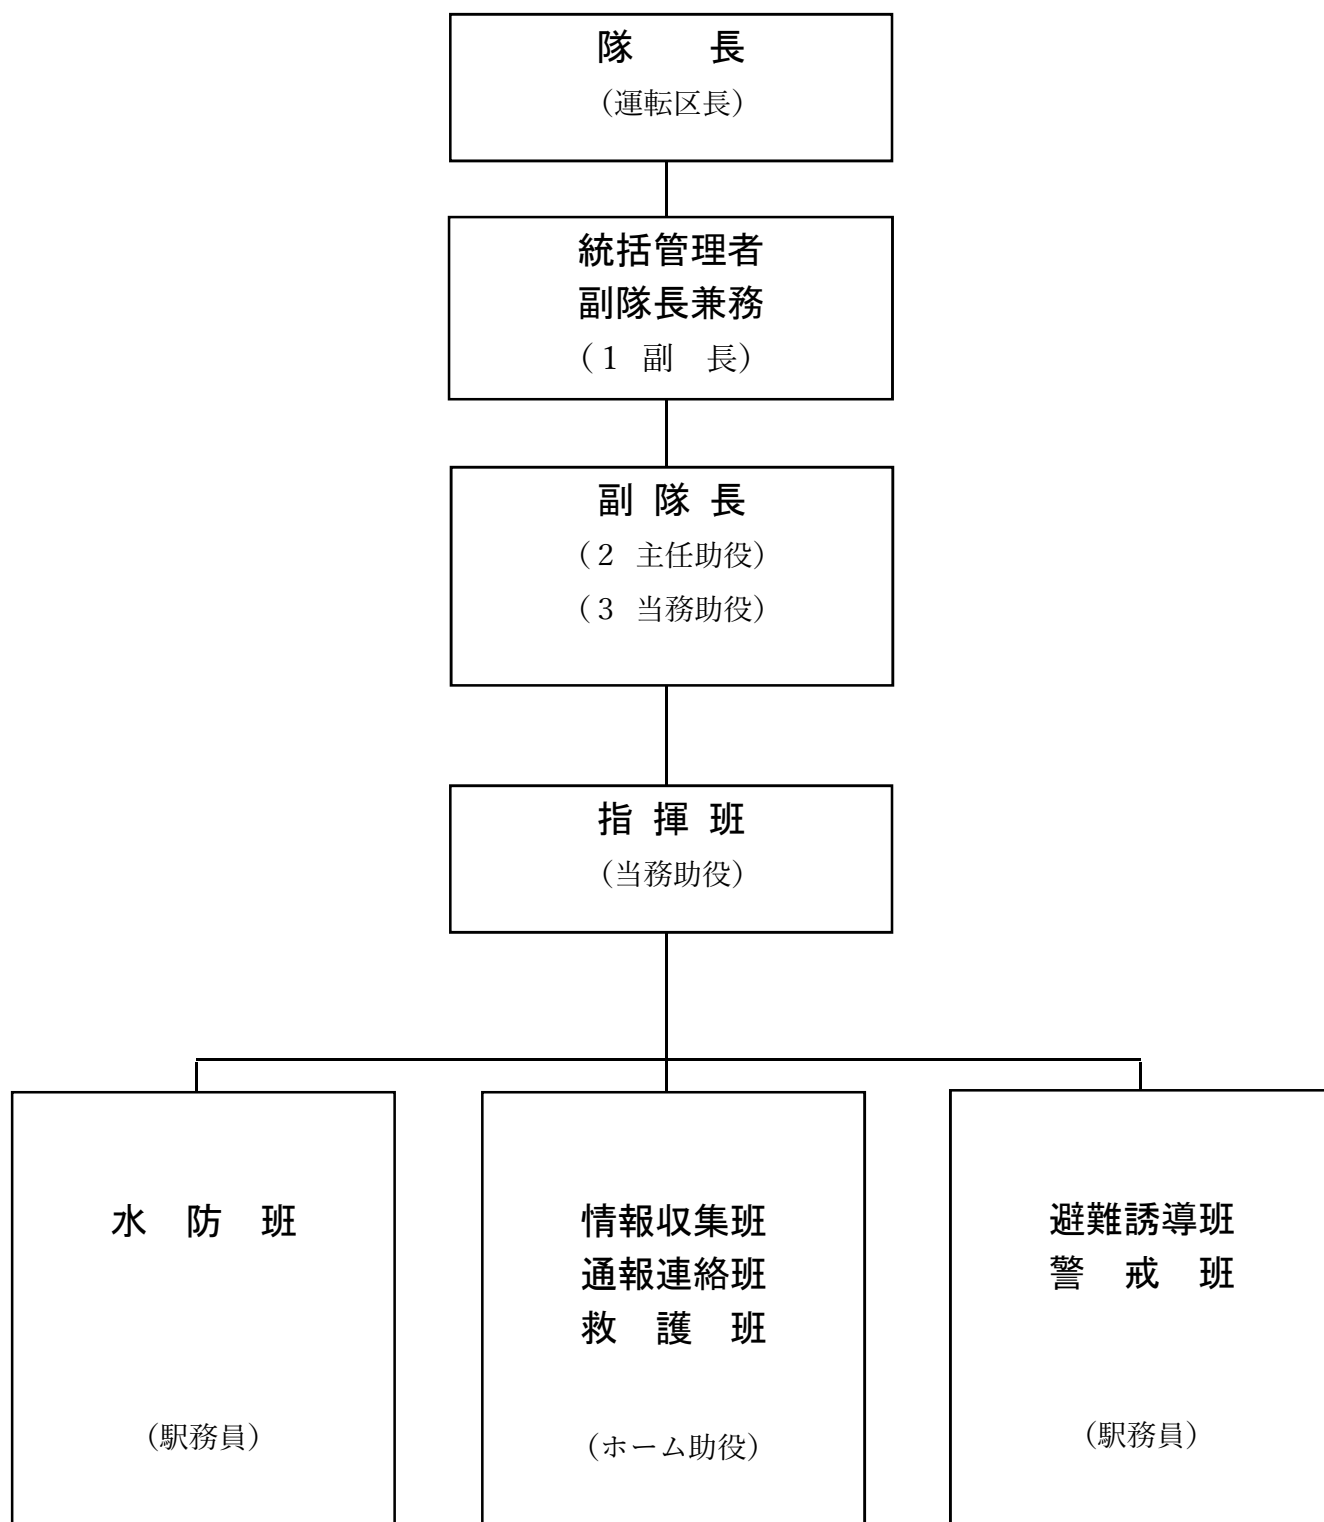 隊　　長
（運転区長）
統括管理者
副隊長兼務
（１　副　長）
副 隊 長
（２　主任助役）
（３　当務助役）
指 揮 班
（当務助役）
水　防　班
（駅務員）
情報収集班
通報連絡班
救　護　班
（ホーム助役）
避難誘導班
警　戒　班
（駅務員）